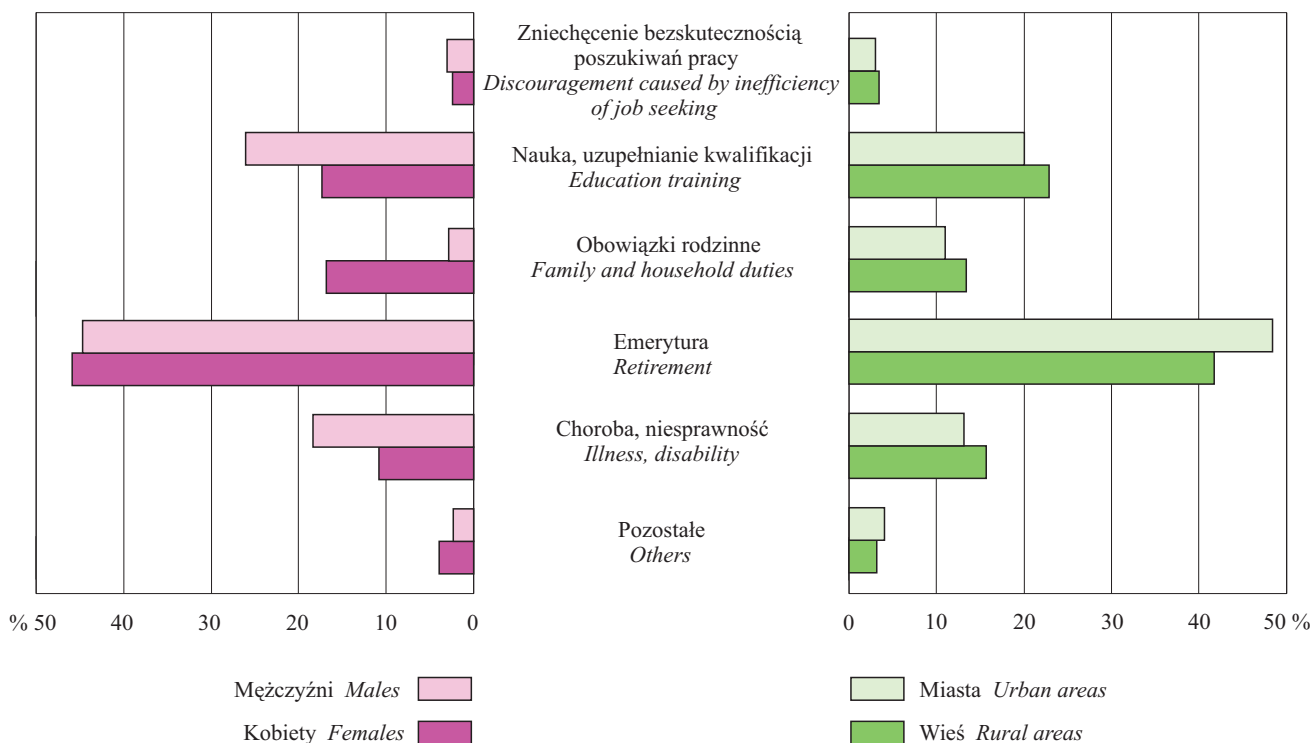 Zniechęcenie bezskutecznością
poszukiwań pracy
Discouragement caused by inefficiency
of job seeking
Nauka, uzupełnianie kwalifikacji
Education training
Obowiązki rodzinne
Family and household duties
Emerytura
Retirement
Choroba, niesprawność
Illness, disability
Pozostałe
Others
% 50 40 30 20 10 0
0 10 20 30 40 50 %
Mężczyźni Males
Kobiety Females
Miasta Urban areas
Wieś Rural areas